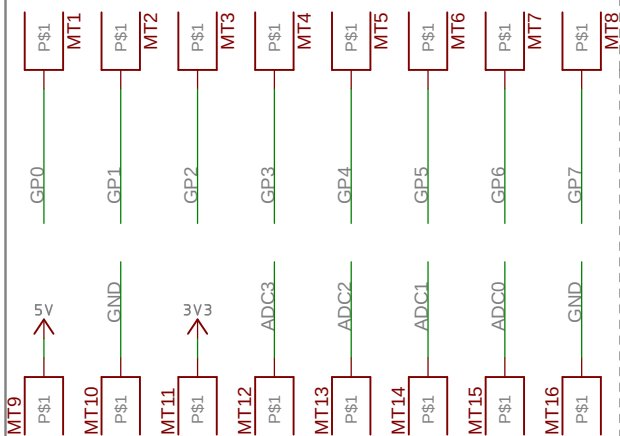 P$1 MT1 P$1 MT2 P$1 MT3 P$1 MT4 P$1 MT5 P$1 MT6 P$1 MT7 P$1 MT8
GP0 GP1 GP2 GP3 GP4 GP5 GP6 GP7
5V GND 3V3 ADC3 ADC2 ADC1 ADC0 GND
MT9 P$1 MT10 P$1 MT11 P$1 MT12 P$1 MT13 P$1 MT14 P$1 MT15 P$1 MT16 P$1